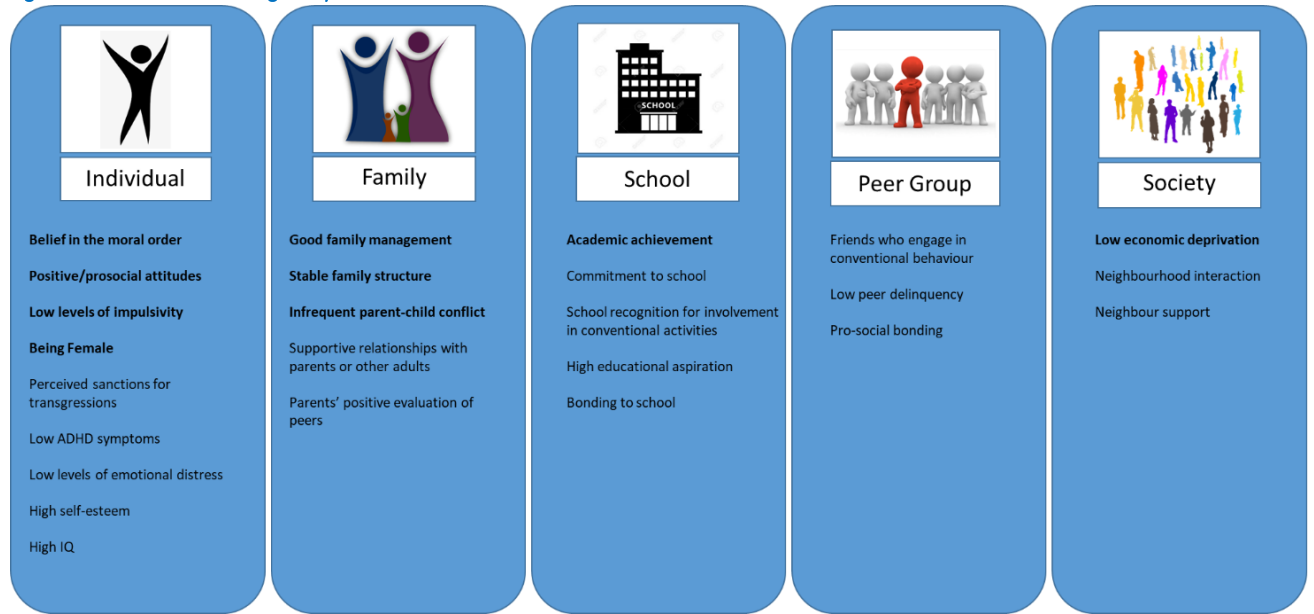 SCHOOL
Individual
Belief in the moral order
Positive/prosocial attitudes
Low levels of impulsivity
Being Female
Perceived sanctions for
transgressions
Low ADHD symptoms
Low levels of emotional distress
High self-esteem
High IQ
Family
Good family management
Stable family structure
Infrequent parent-child conflict
Supportive relationships with
parents or other adults
Parents’ positive evaluation of
peers
School
Academic achievement
Commitment to school
School recognition for involvement
in conventional activities
High educational aspiration
Bonding to school
Peer Group
Friends who engage in
conventional behaviour
Low peer delinquency
Pro-social bonding
Society
Low economic deprivation
Neighbourhood interaction
Neighbour support